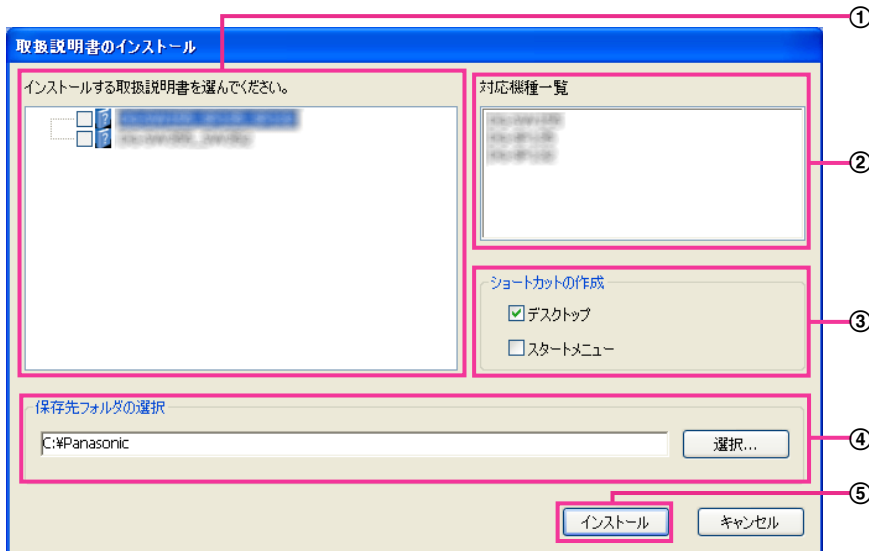 ①
取扱説明書のインストール
インストールする取扱説明書を選んでください。
対応機種一覧
②
ショートカットの作成
デスクトップ
③
スタートメニュー
保存先フォルダの選択
C:¥Panasonic
選択...
④
⑤
インストール
キャンセル